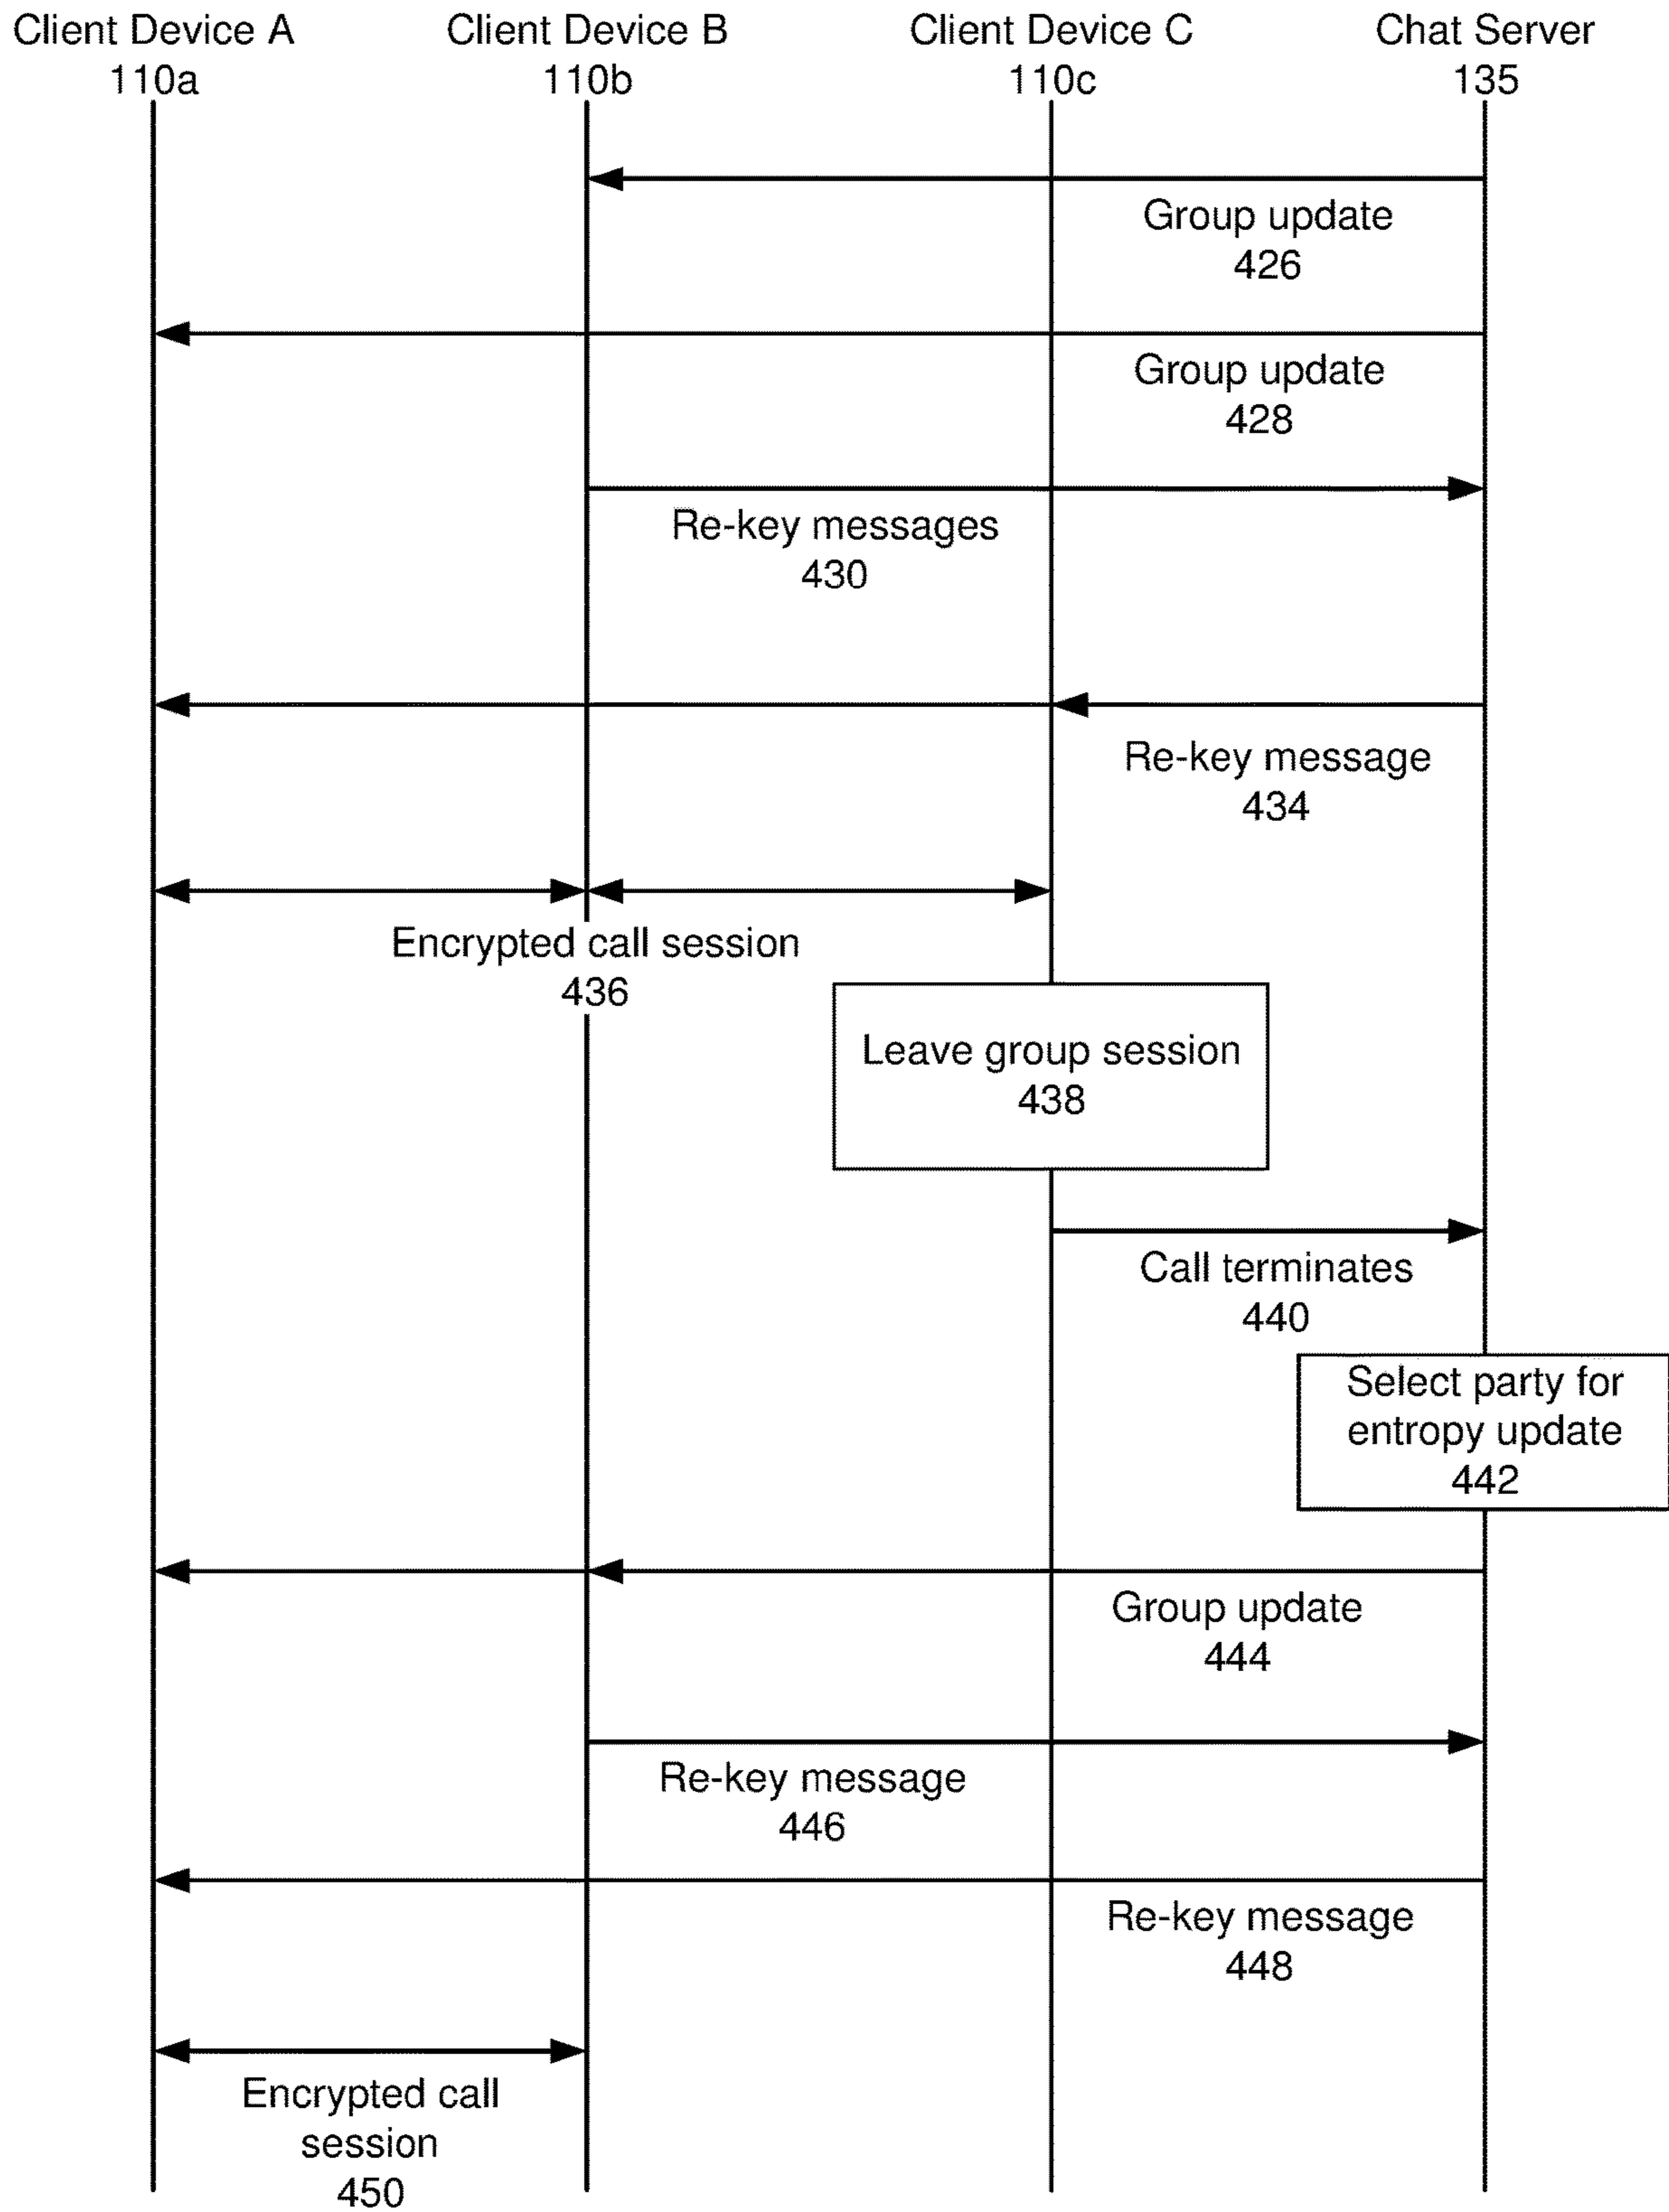 Client Device A
110a
Client Device B
110b
Client Device C
110c
Chat Server
135
Group update
426
Group update
428
Re-key messages
430
Re-key message
434
Encrypted call session
436
Leave group session
438
Call terminates
440
Select party for
entropy update
442
Group update
444
Re-key message
446
Re-key message
448
Encrypted call
session
450